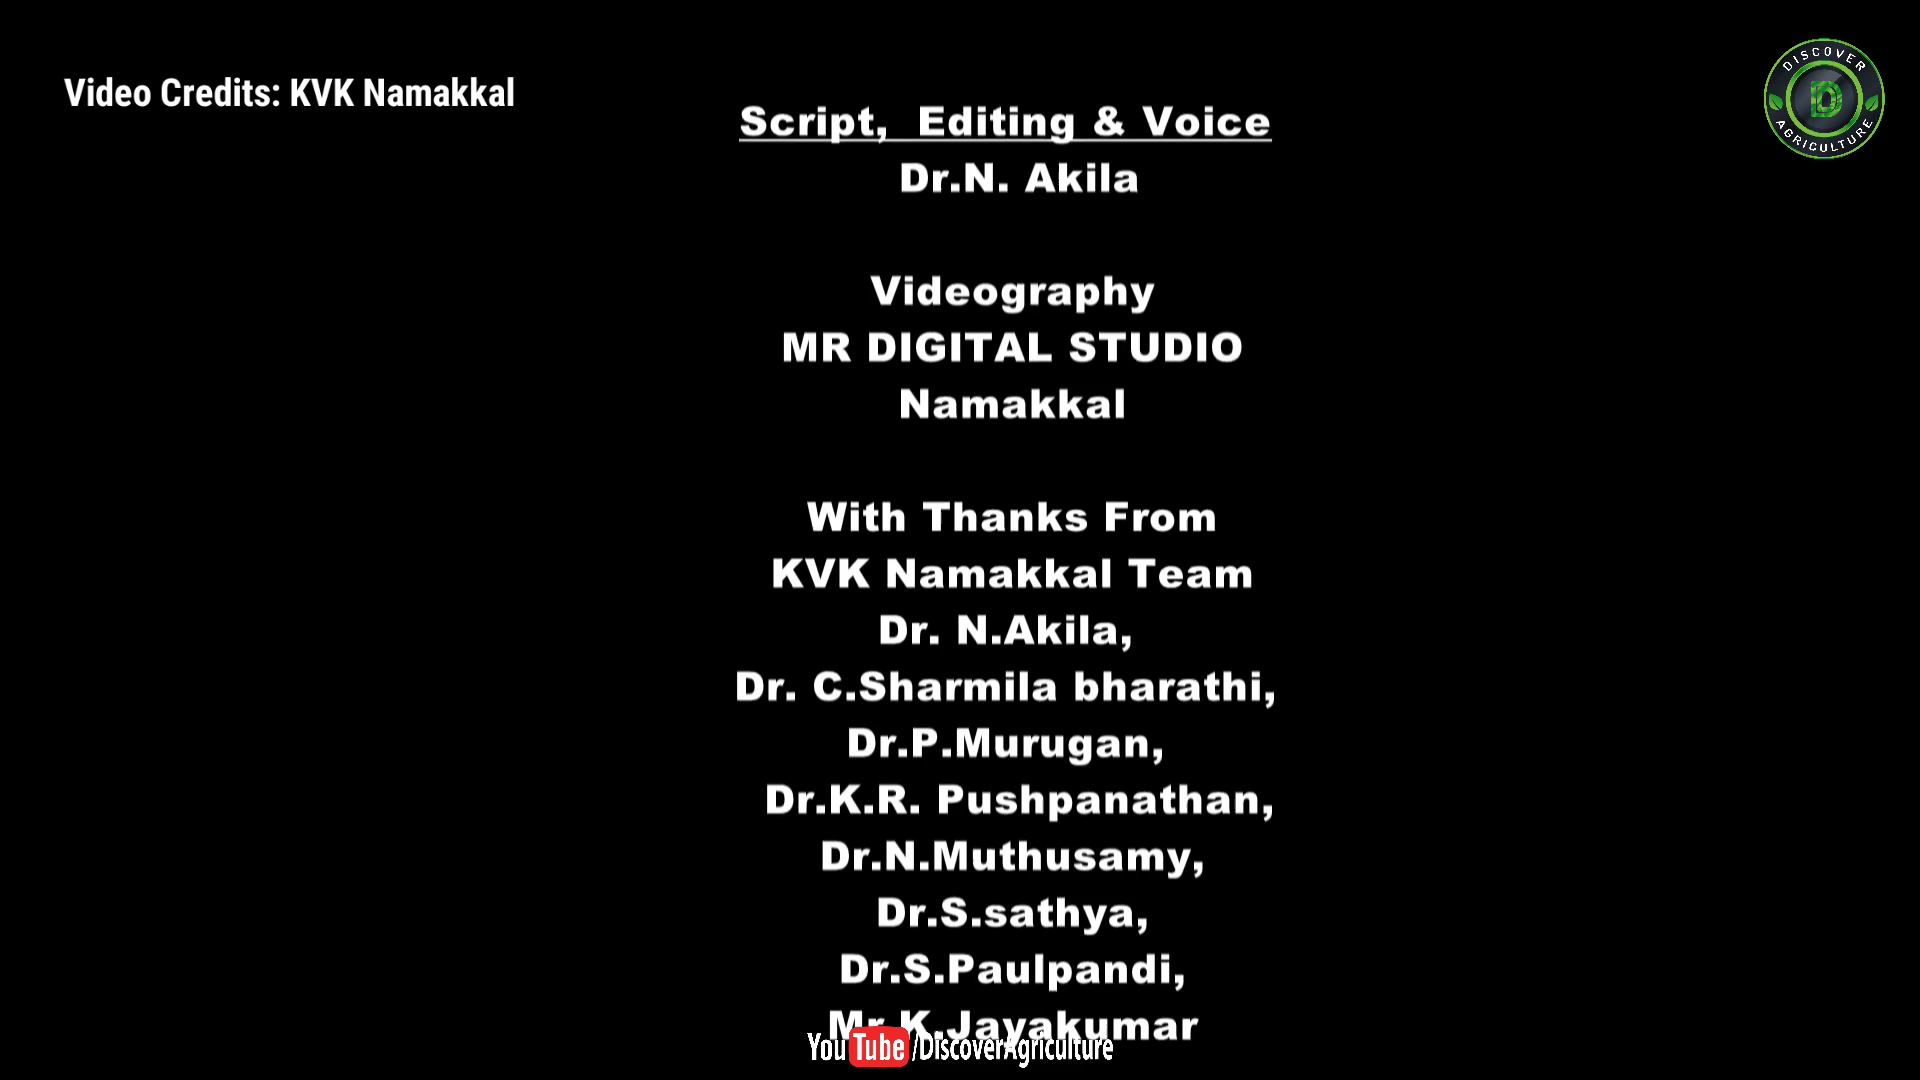 Video Credits: KVK Namakkal
DISCOVER
D
AGRICULTURE
Script,  Editing & Voice
Dr.N. Akila
Videography
MR DIGITAL STUDIO
Namakkal
With Thanks From
KVK Namakkal Team
Dr. N.Akila,
Dr. C.Sharmila bharathi,
Dr.P.Murugan,
Dr.K.R. Pushpanathan,
Dr.N.Muthusamy,
Dr.S.sathya,
Dr.S.Paulpandi,
Mr.K.Jayakumar
YouTube/DiscoverAgriculture